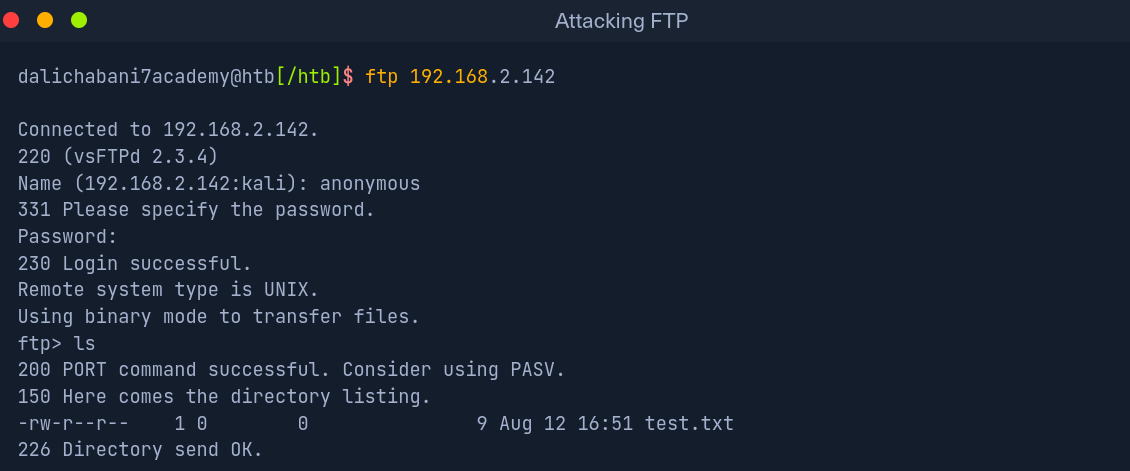 Attacking FTP
dalichabani7academy@htb[/htb]$ ftp 192.168.2.142
Connected to 192.168.2.142.
220 (vsFTPd 2.3.4)
Name (192.168.2.142:kali): anonymous
331 Please specify the password.
Password:
230 Login successful.
Remote system type is UNIX.
Using binary mode to transfer files.
ftp> ls
200 PORT command successful. Consider using PASV.
150 Here comes the directory listing.
-rw-r--r--    1 0        0               9 Aug 12 16:51 test.txt
226 Directory send OK.